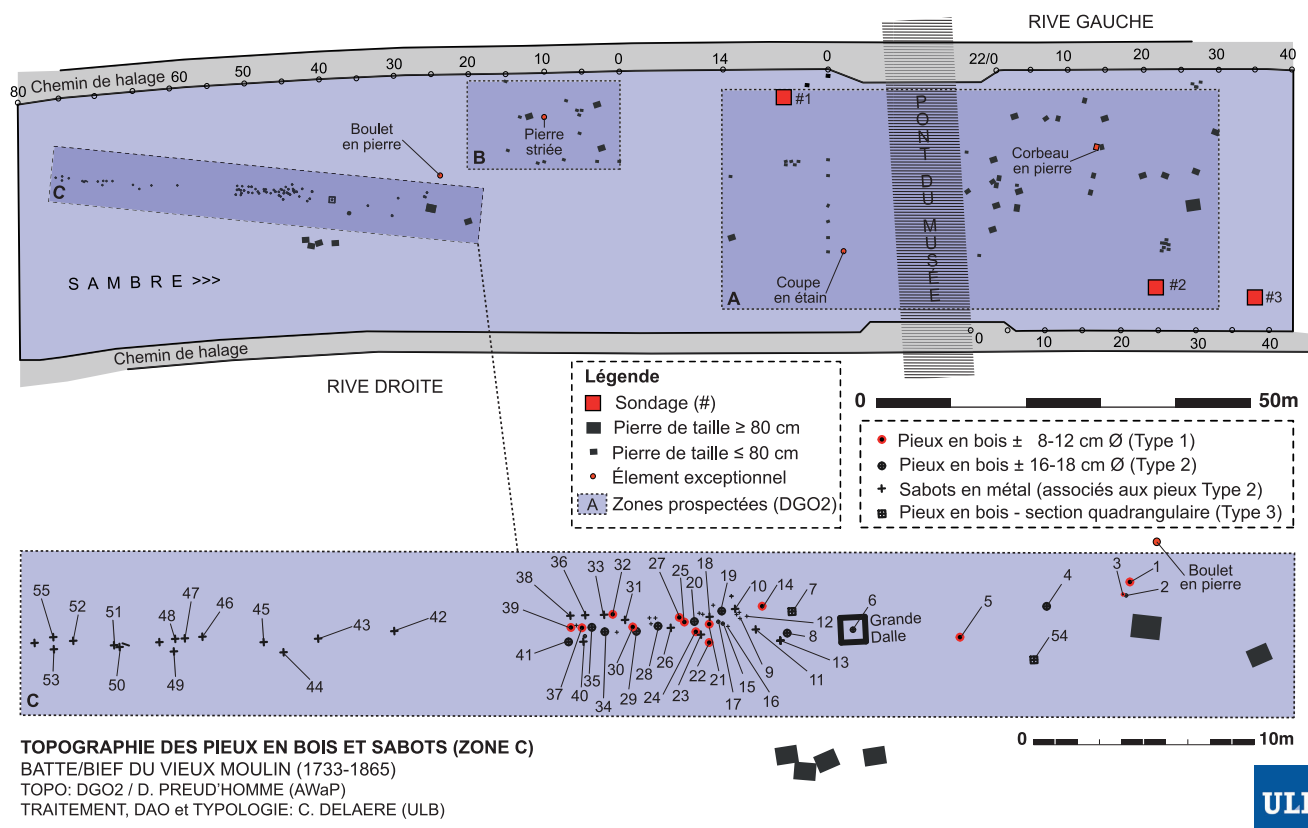 RIVE GAUCHE
Chemin de halage
80 60 50 40 30 20 10 0 14 0 22/0 10 20 30 40
#1
Boulet
en pierre
Pierre
striée
B
PONT DU MUSÉE
Corbeau
en pierre
C
SAMBRE >>>
Coupe
en étain
A
#2
#3
Chemin de halage
0 10 20 30 40
RIVE DROITE
Légende
Sondage (#)
Pierre de taille ≥ 80 cm
Pierre de taille ≤ 80 cm
Élement exceptionnel
A Zones prospectées (DGO2)
0 50m
Pieux en bois ± 8-12 cm Ø (Type 1)
Pieux en bois ± 16-18 cm Ø (Type 2)
Sabots en métal (associés aux pieux Type 2)
Pieux en bois - section quadrangulaire (Type 3)
55 52 51 48 47 46 45 43 42
38 36 33 32 31 27 25 20 18 19 10 14 7
39
12
6
Grande
Dalle
5
4
3 1
2
Boulet
en pierre
41
8
54
53 50 49 44
37 40 35 34 30 29 28 26 24 23 22 21 17 15 16 9 11 13
C
TOPOGRAPHIE DES PIEUX EN BOIS ET SABOTS (ZONE C)
BATTE/BIEF DU VIEUX MOULIN (1733-1865)
TOPO: DGO2 / D. PREUD'HOMME (AWaP)
TRAITEMENT, DAO et TYPOLOGIE: C. DELAERE (ULB)
0 10m